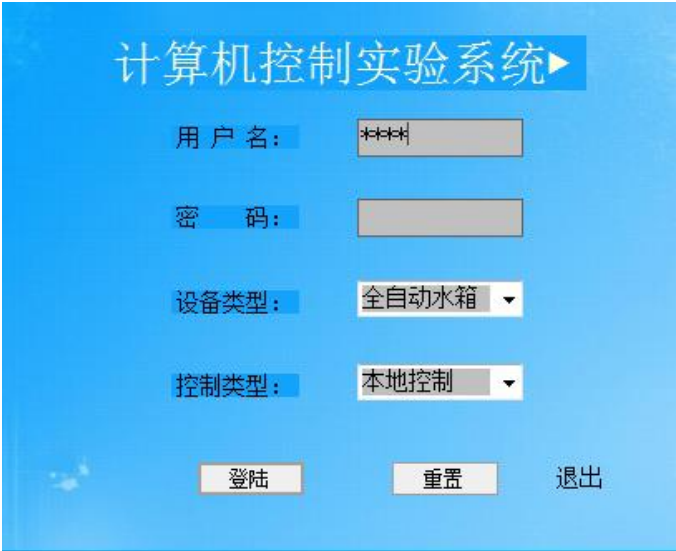 计算机控制实验系统
用 户 名： ****
密 码：
设备类型： 全自动水箱
控制类型： 本地控制
登陆 重置 退出